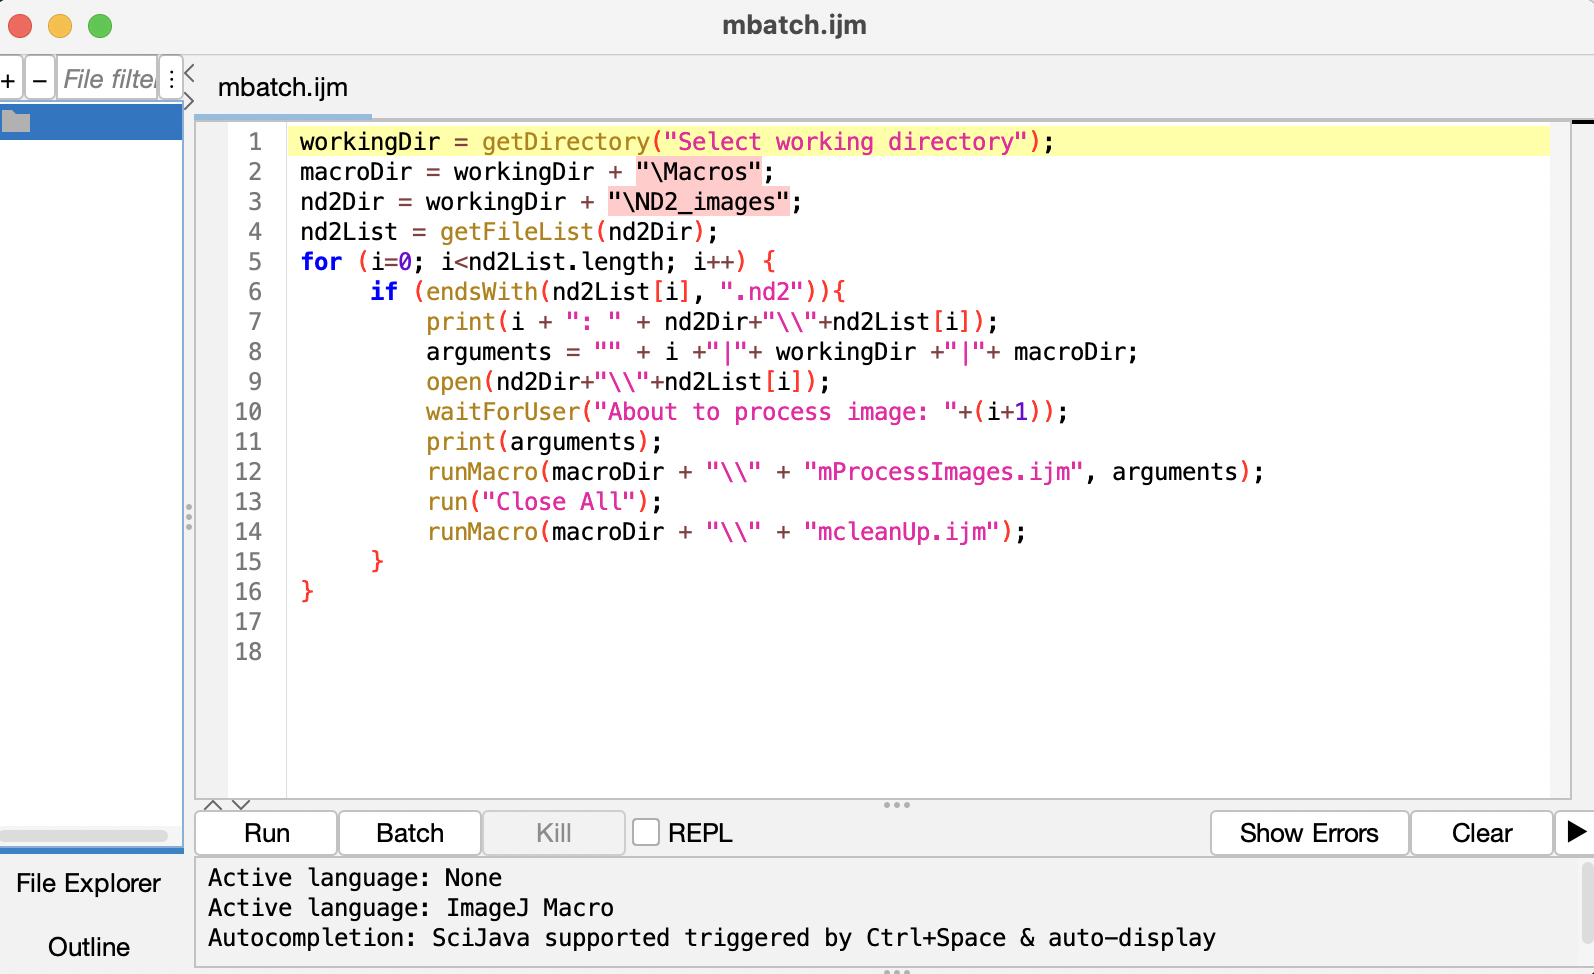 mbatch.ijm
+ - File filte
mbatch.ijm
1 workingDir = getDirectory("Select working directory");
2 macroDir = workingDir + "\Macros";
3 nd2Dir = workingDir + "\ND2_images";
4 nd2List = getFileList(nd2Dir);
5 for (i=0; i<nd2List.length; i++) {
6 if (endsWith(nd2List[i], ".nd2")){
7 print(i + ": " + nd2Dir+"\\"+nd2List[i]);
8 arguments = "" + i +"|"+ workingDir +"|"+ macroDir;
9 open(nd2Dir+"\\"+nd2List[i]);
10 waitForUser("About to process image: "+(i+1));
11 print(arguments);
12 runMacro(macroDir + "\\" + "mProcessImages.ijm", arguments);
13 run("Close All");
14 runMacro(macroDir + "\\" + "mcleanUp.ijm");
15 }
16 }
17
18
Run Batch Kill REPL Show Errors Clear
File Explorer
Outline
Active language: None
Active language: ImageJ Macro
Autocompletion: SciJava supported triggered by Ctrl+Space & auto-display